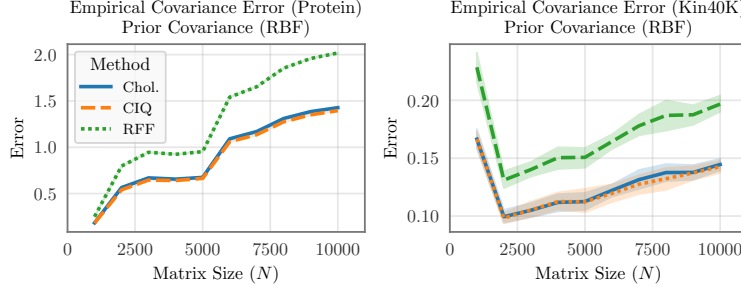 Empirical Covariance Error (Protein)
Prior Covariance (RBF)
2.0
1.5
1.0
0.5
Error
Method
Chol.
CIQ
RFF
0
2500
5000
7500
10000
Matrix Size (N)
Empirical Covariance Error (Kin40K)
Prior Covariance (RBF)
0.20
0.15
0.10
Error
0
2500
5000
7500
10000
Matrix Size (N)